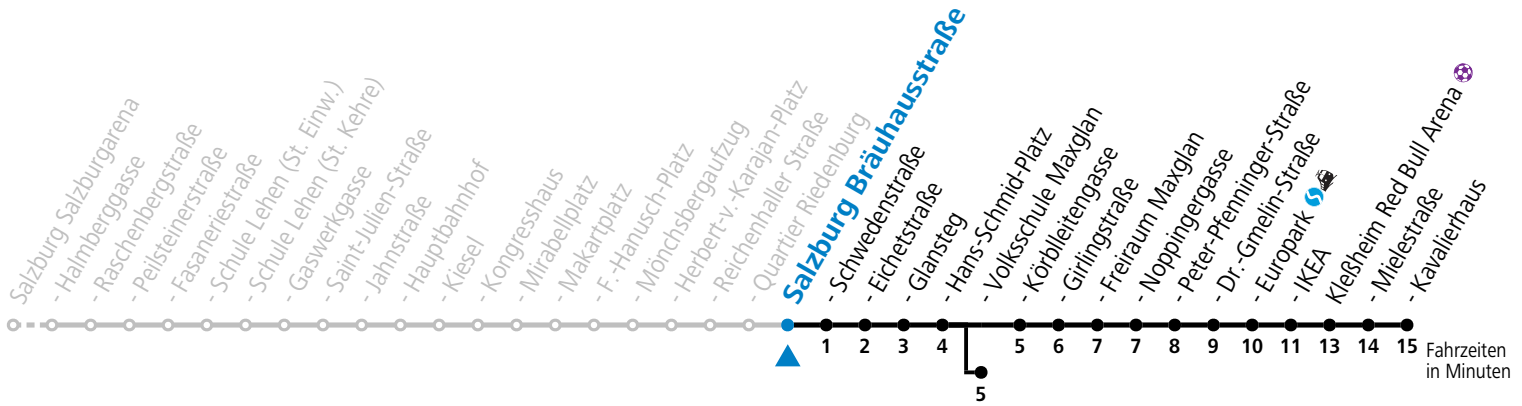 Salzburg Salzburgarena
- Halmberggasse
Raschenbergstraße
- Peilsteinerstraße
- Fasaneriestraße
- Schule Lehen (St. Einw.)
- Schule Lehen (St. Kehre)
- Gaswerkgasse
- Saint-Julien-Straße
- Jahnstraße
- Hauptbahnhof
- Kiesel
- Kongresshaus
- Mirabellplatz
- Makartplatz
- F.-Hanusch-Platz
- Mönchsbergaufzug
- Herbert-v.-Karajan-Platz
- Reichenhaller Straße
- Quartier Riedenburg
Salzburg Bräuhausstraße
- Schwedenstraße
- Eichetstraße
- Glansteg
- Hans-Schmid-Platz
- Volksschule Maxglan
- Körblleitengasse
- Girlingstraße
- Freiraum Maxglan
- Noppingergasse
- Peter-Pfenninger-Straße
- Dr.-Gmelin-Straße
- Europark
- IKEA
Kleßheim Red Bull Arena
- Mielestraße
- Kavalierhaus
1 2 3 4 5 6 7 7 8 9 10 11 13 14 15
Fahrzeiten
in Minuten
5